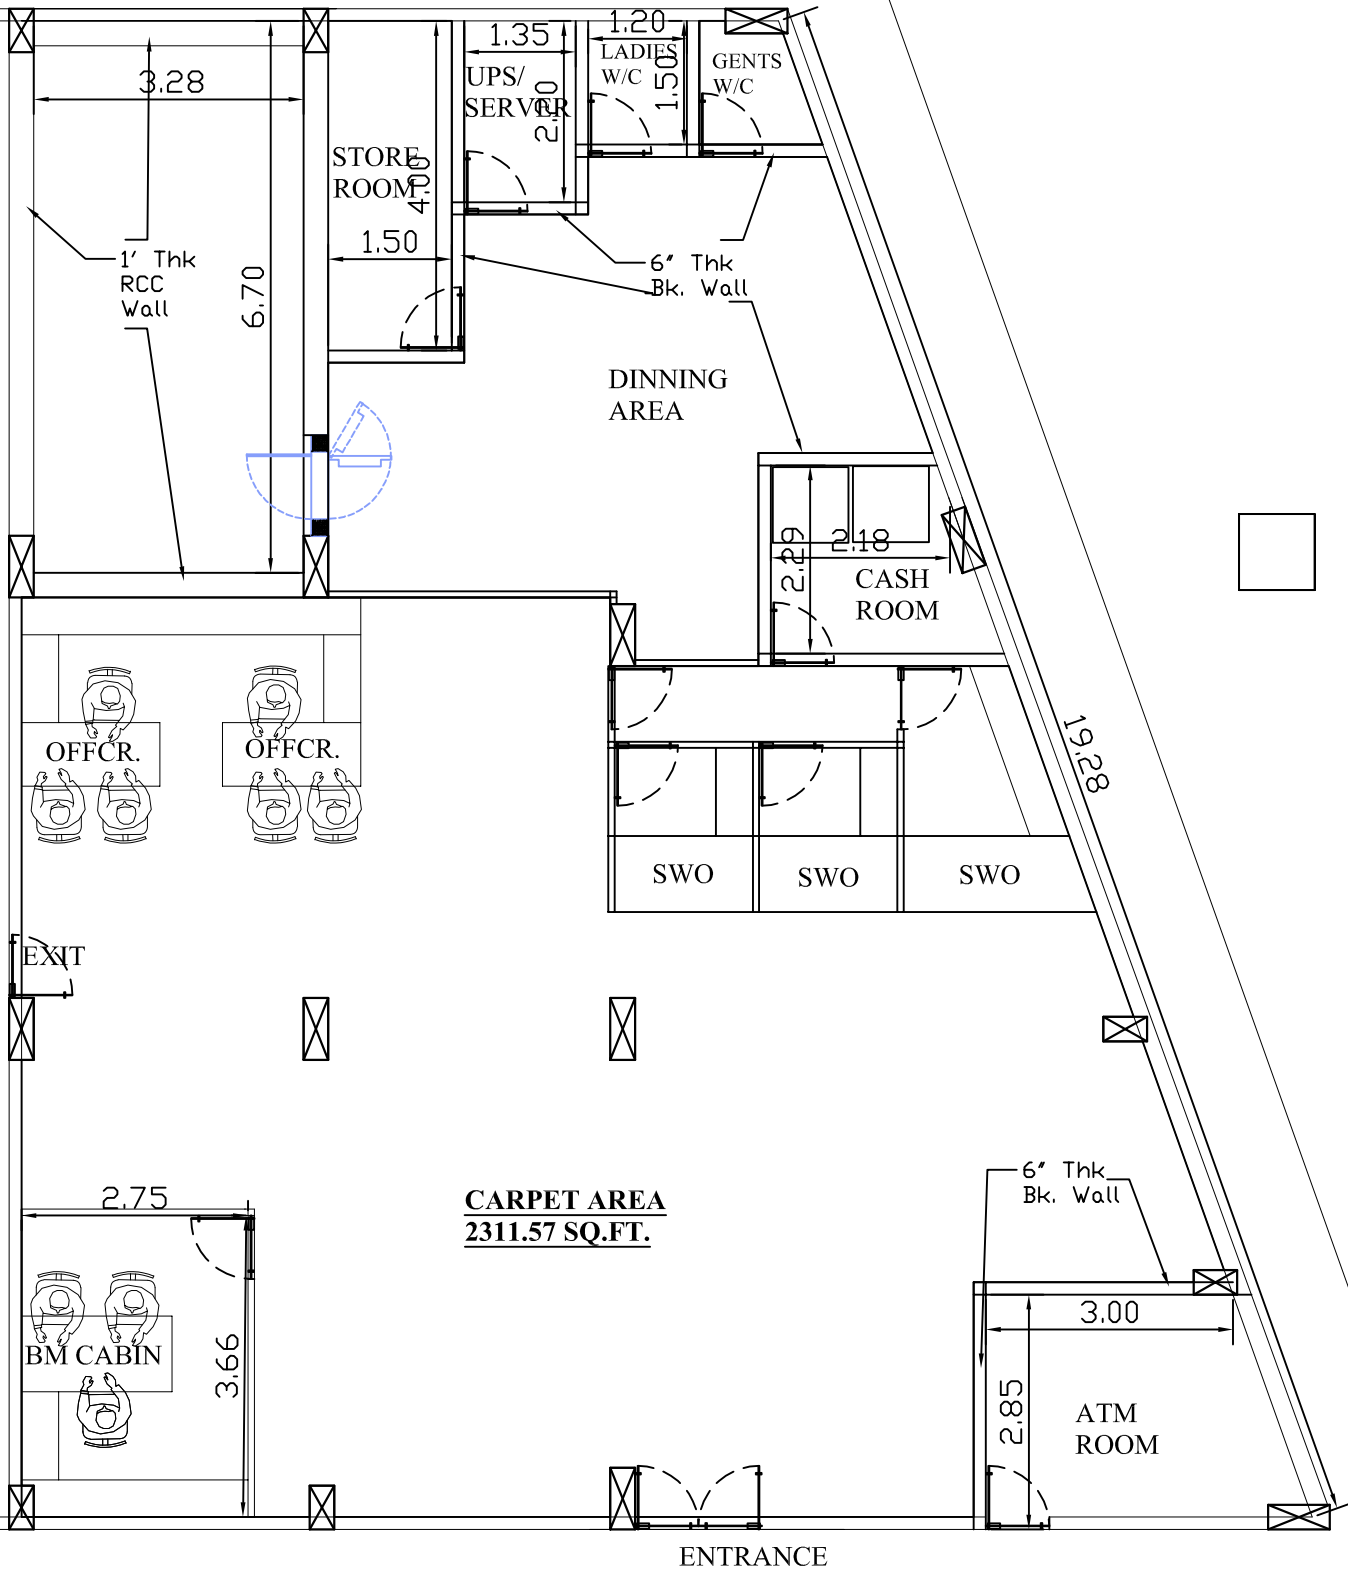 1.35
1.20
LADIES
W/C
GENTS
W/C
1.50
3.28
UPS/
SERVER
2.20
STORE
ROOM
4.00
1.50
1' Thk
RCC
Wall
6.70
6" Thk
Bk. Wall
DINNING
AREA
2.29
2.18
CASH
ROOM
19.28
OFFCR.
OFFCR.
SWO
SWO
SWO
EXIT
CARPET AREA
2311.57 SQ.FT.
2.75
6" Thk
Bk. Wall
3.00
BM CABIN
3.66
2.85
ATM
ROOM
ENTRANCE